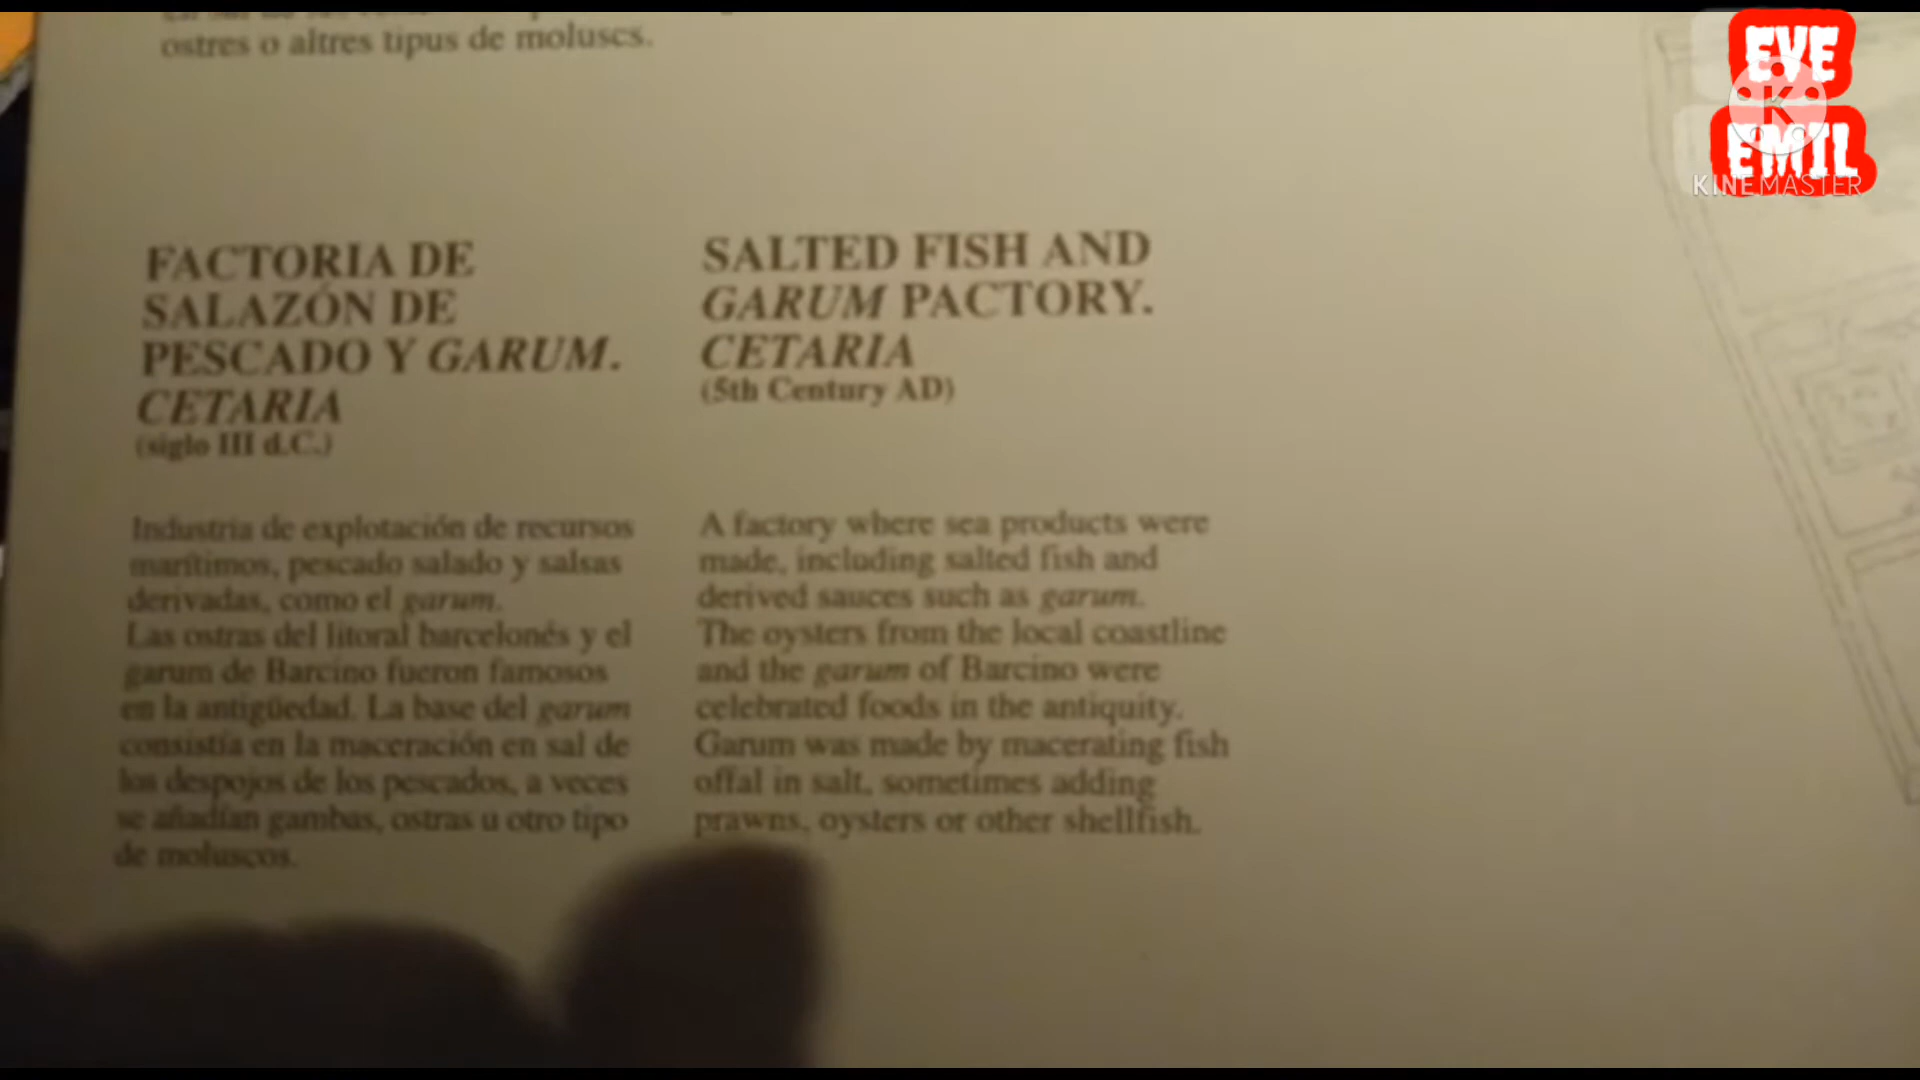 ostres o altres tipus de moluscs.
FACTORIA DE
SALAZÓN DE
PESCADO Y GARUM.
CETARIA
(siglo III d.C.)
Industria de explotación de recursos
marítimos, pescado salado y salsas
derivadas, como el garum.
Las ostras del litoral barcelonés y el
garum de Barcino fueron famosos
en la antigüedad. La base del garum
consistía en la maceración en sal de
los despojos de los pescados, a veces
se añadían gambas, ostras u otro tipo
de moluscos.
SALTED FISH AND
GARUM PACTORY.
CETARIA
(5th Century AD)
A factory where sea products were
made, including salted fish and
derived sauces such as garum.
The oysters from the local coastline
and the garum of Barcino were
celebrated foods in the antiquity.
Garum was made by macerating fish
offal in salt, sometimes adding
prawns, oysters or other shellfish.
EVE
K
EMIL
KINEMASTER